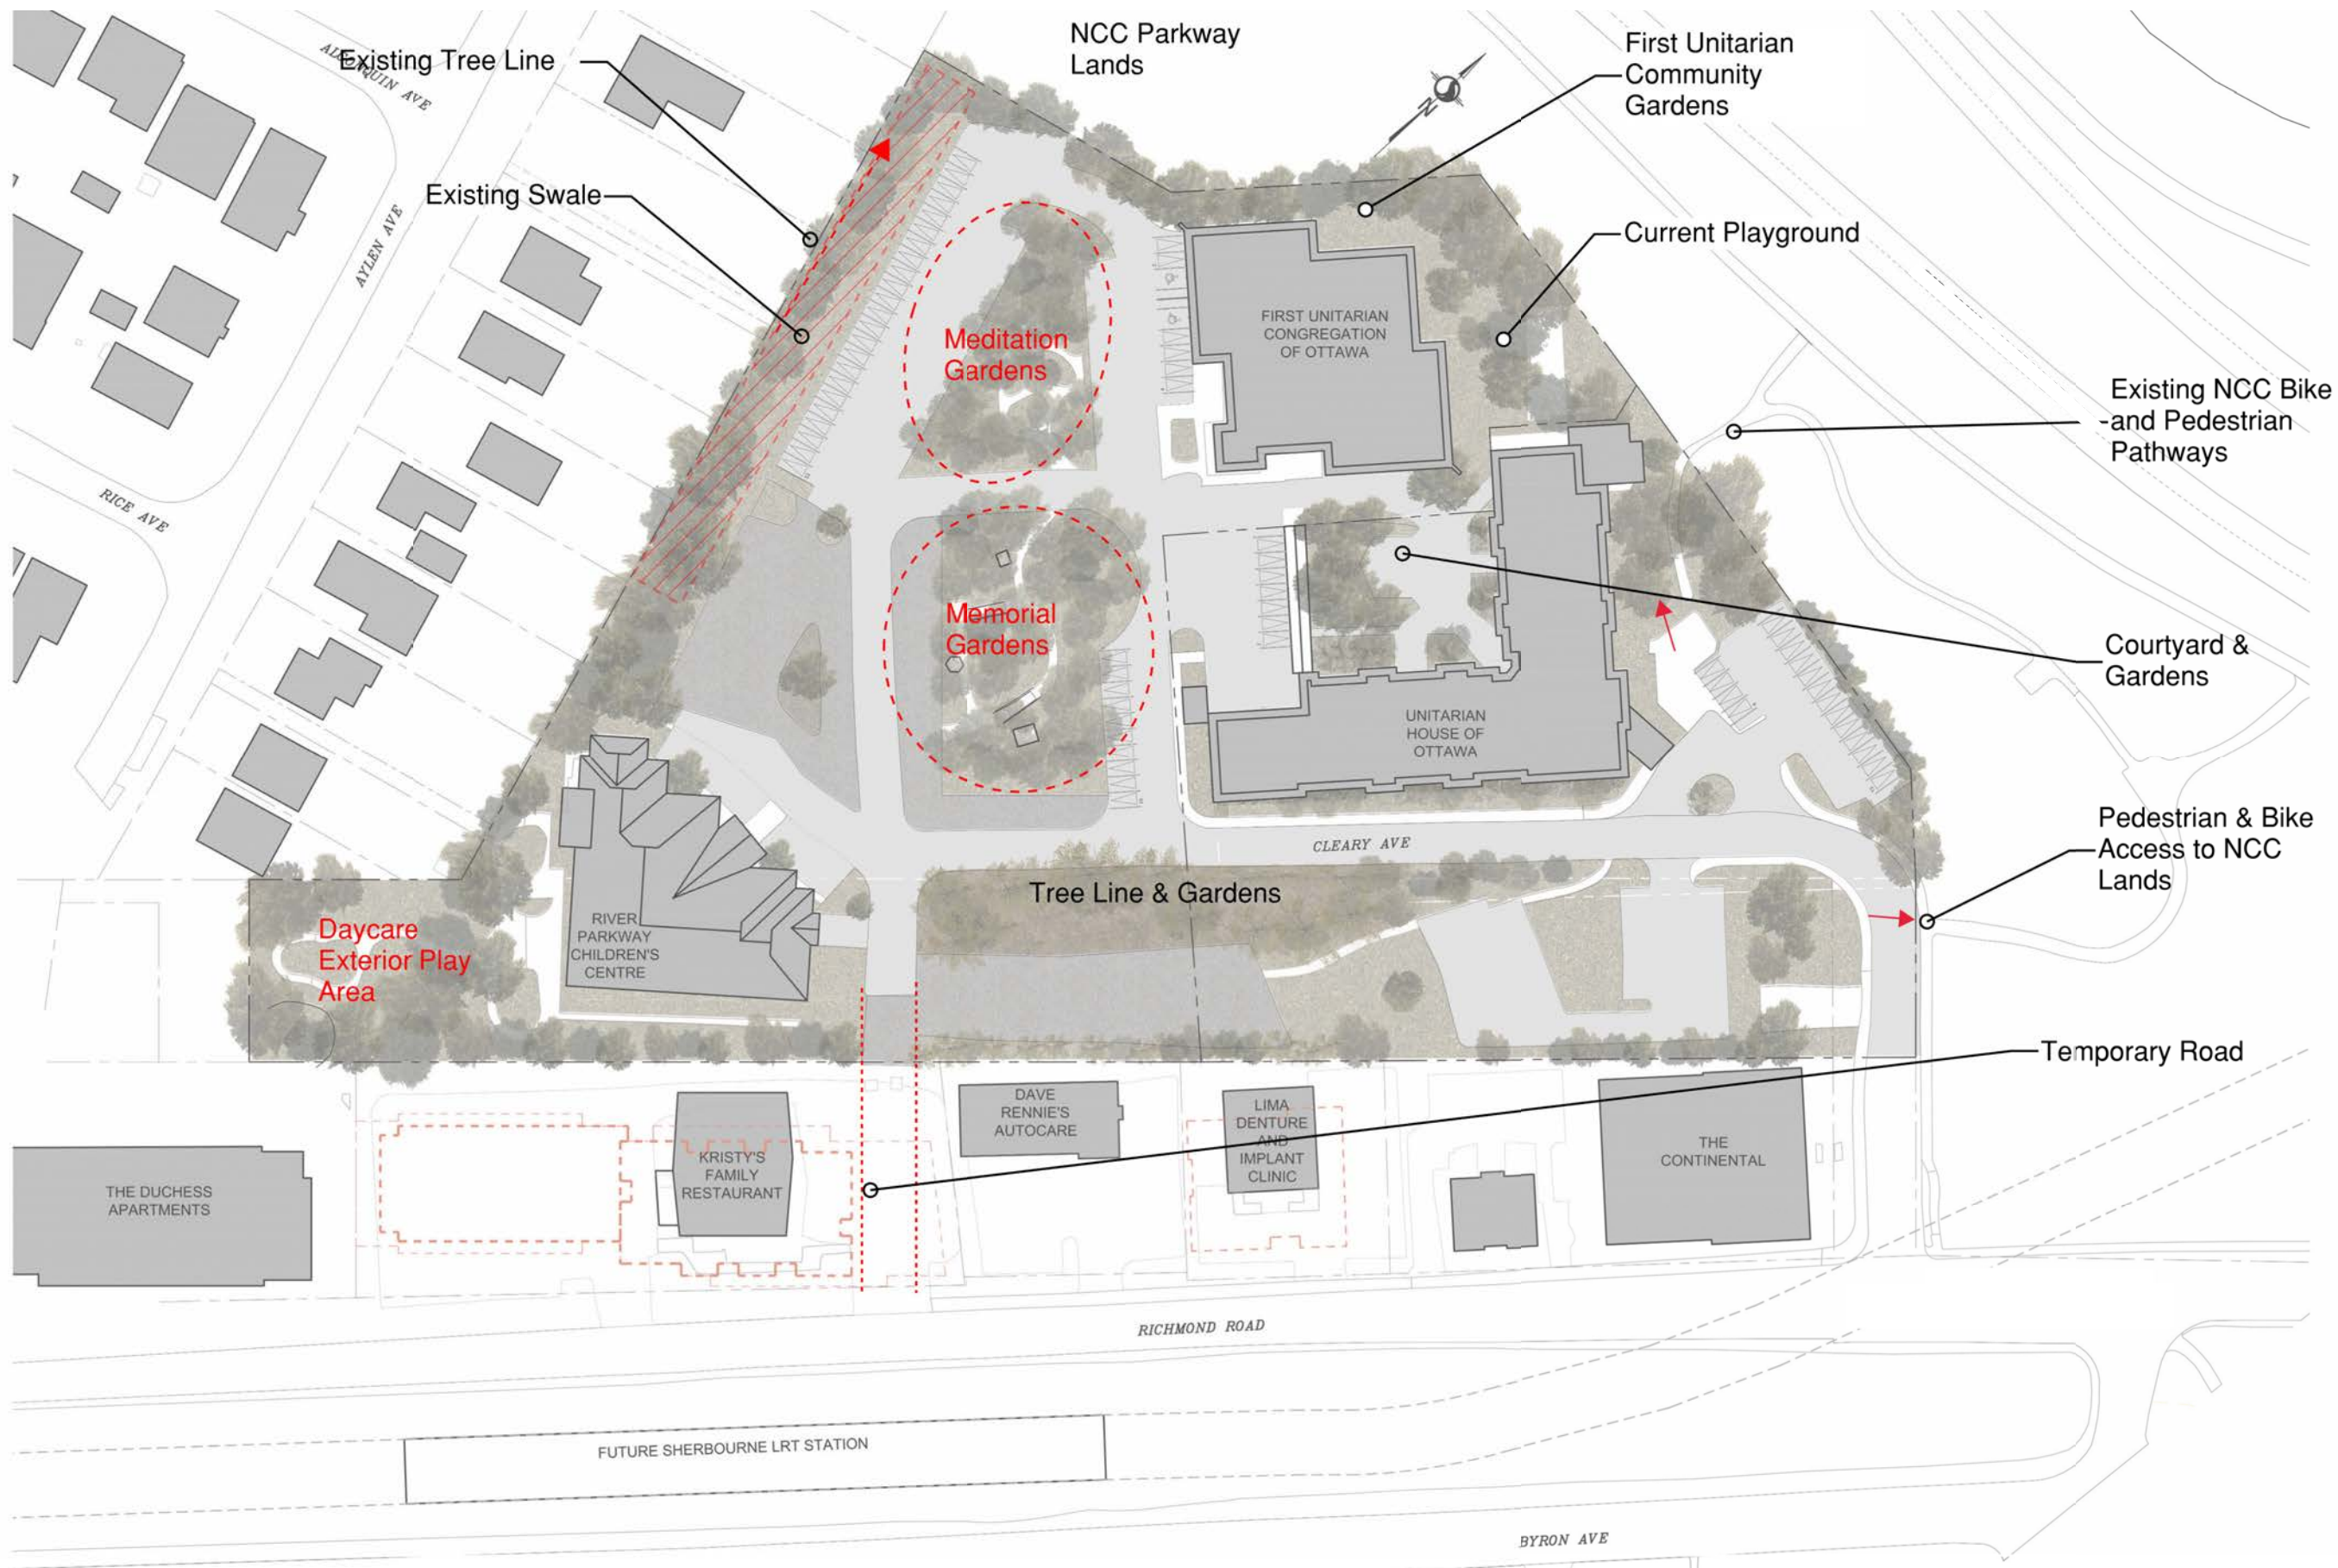 NCC Parkway
Lands
First Unitarian
Community
Gardens
Existing Tree Line
ALGONQUIN AVE
N
Existing Swale
AYLEN AVE
Current Playground
FIRST UNITARIAN
CONGREGATION
OF OTTAWA
Meditation
Gardens
Existing NCC Bike
and Pedestrian
Pathways
RICE AVE
Memorial
Gardens
Courtyard &
Gardens
UNITARIAN
HOUSE OF
OTTAWA
CLEARY AVE
Pedestrian & Bike
Access to NCC
Lands
Tree Line & Gardens
Daycare
Exterior Play
Area
RIVER
PARKWAY
CHILDREN'S
CENTRE
Temporary Road
DAVE
RENNIE'S
AUTOCARE
LIMA
DENTURE
AND
IMPLANT
CLINIC
THE
CONTINENTAL
KRISTY'S
FAMILY
RESTAURANT
THE DUCHESS
APARTMENTS
RICHMOND ROAD
FUTURE SHERBOURNE LRT STATION
BYRON AVE